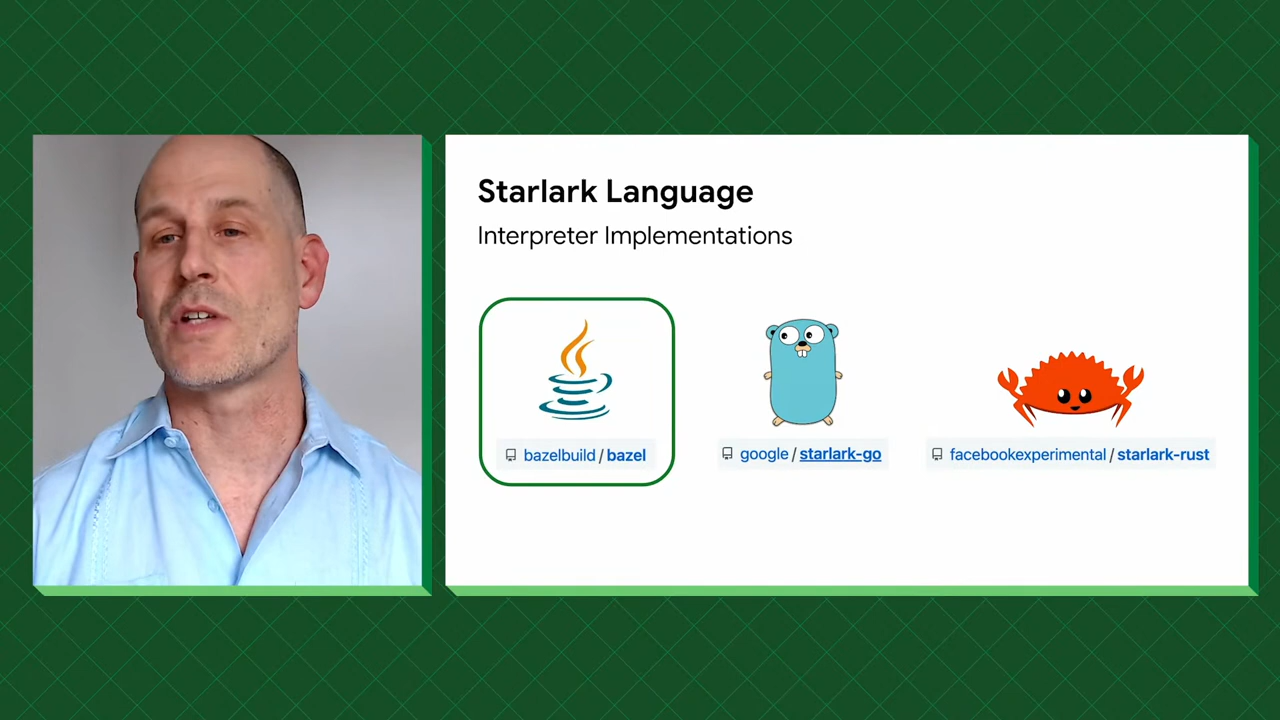 Starlark Language
Interpreter Implementations
bazelbuild / bazel
google / starlark-go
facebookexperimental / starlark-rust